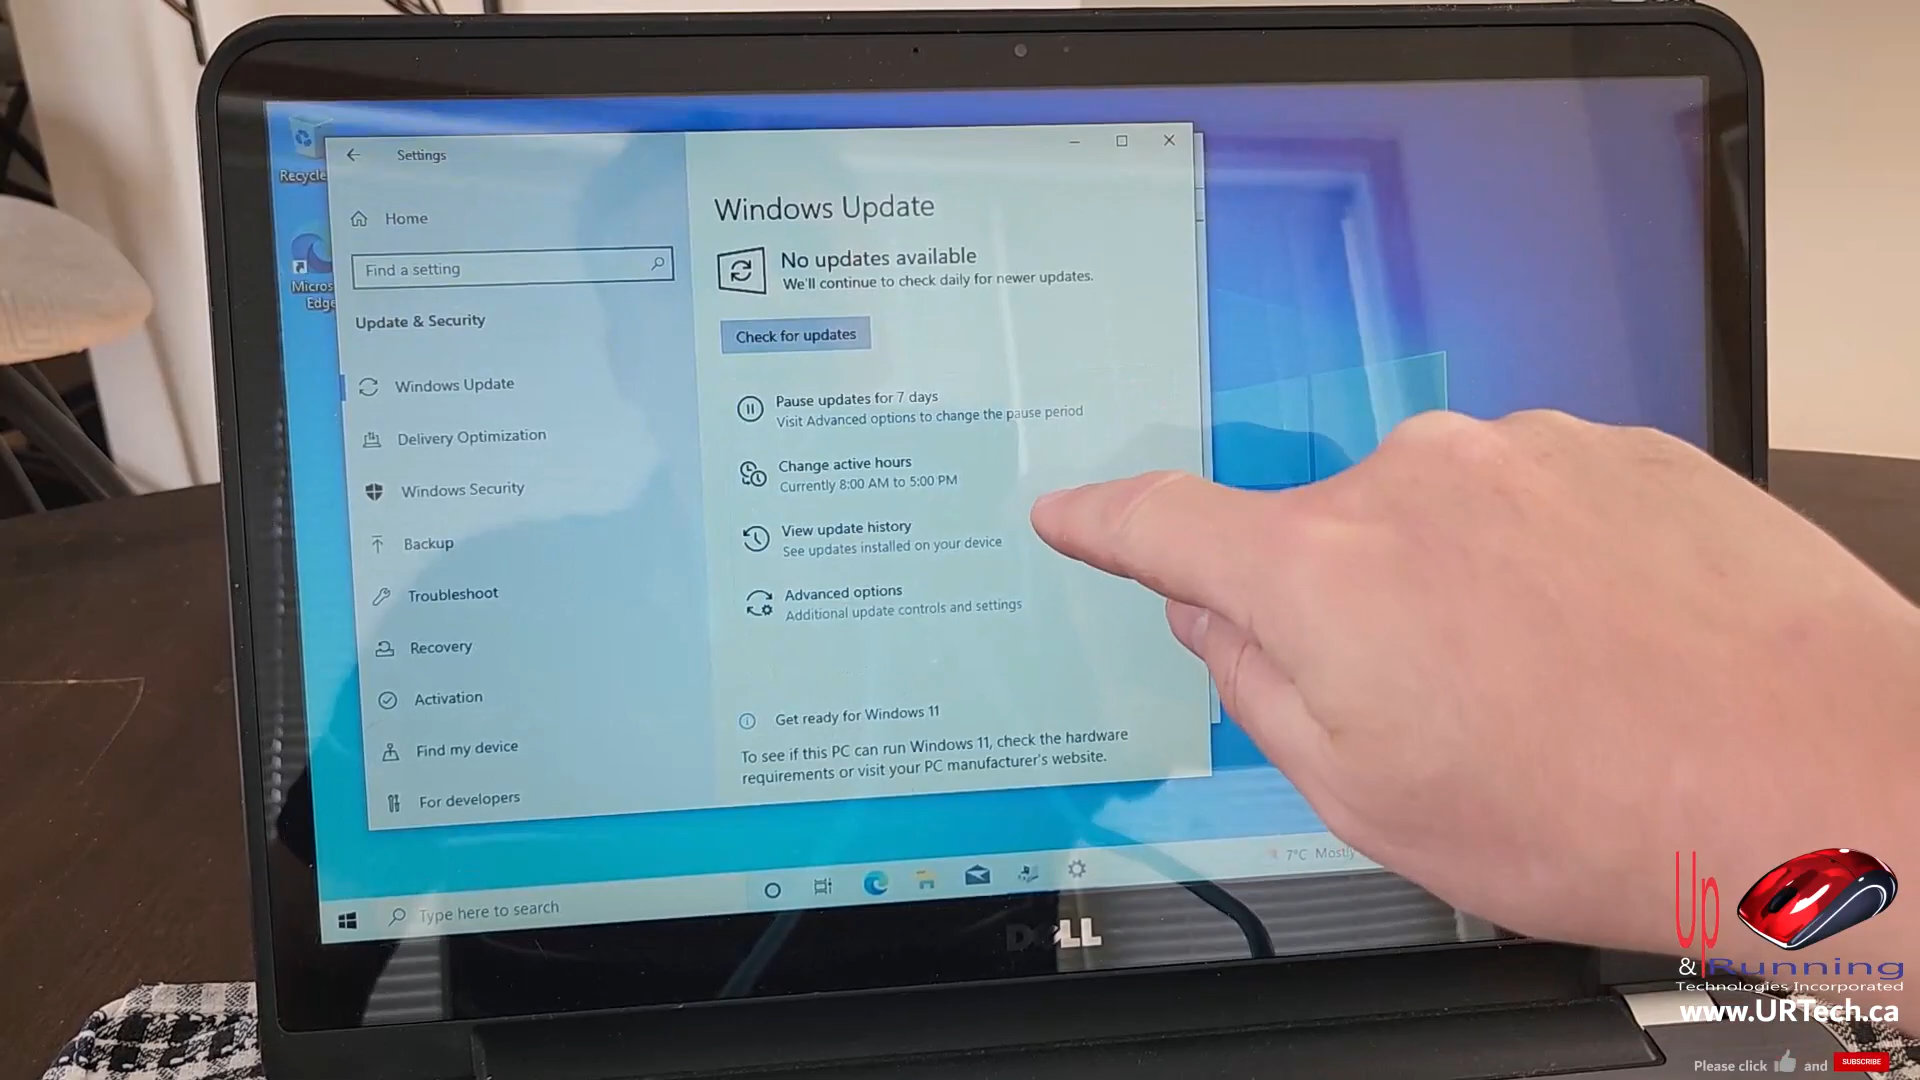 Recycle
Micros
Edge
Settings
Home
Find a setting
Update & Security
Windows Update
Delivery Optimization
Windows Security
Backup
Troubleshoot
Recovery
Activation
Find my device
For developers
Windows Update
No updates available
We'll continue to check daily for newer updates.
Check for updates
Pause updates for 7 days
Visit Advanced options to change the pause period
Change active hours
Currently 8:00 AM to 5:00 PM
View update history
See updates installed on your device
Advanced options
Additional update controls and settings
Get ready for Windows 11
To see if this PC can run Windows 11, check the hardware
requirements or visit your PC manufacturer's website.
Type here to search
7°C Mostly
DELL
Up
& Running
Technologies Incorporated
www.URTech.ca
Please click and SUBSCRIBE